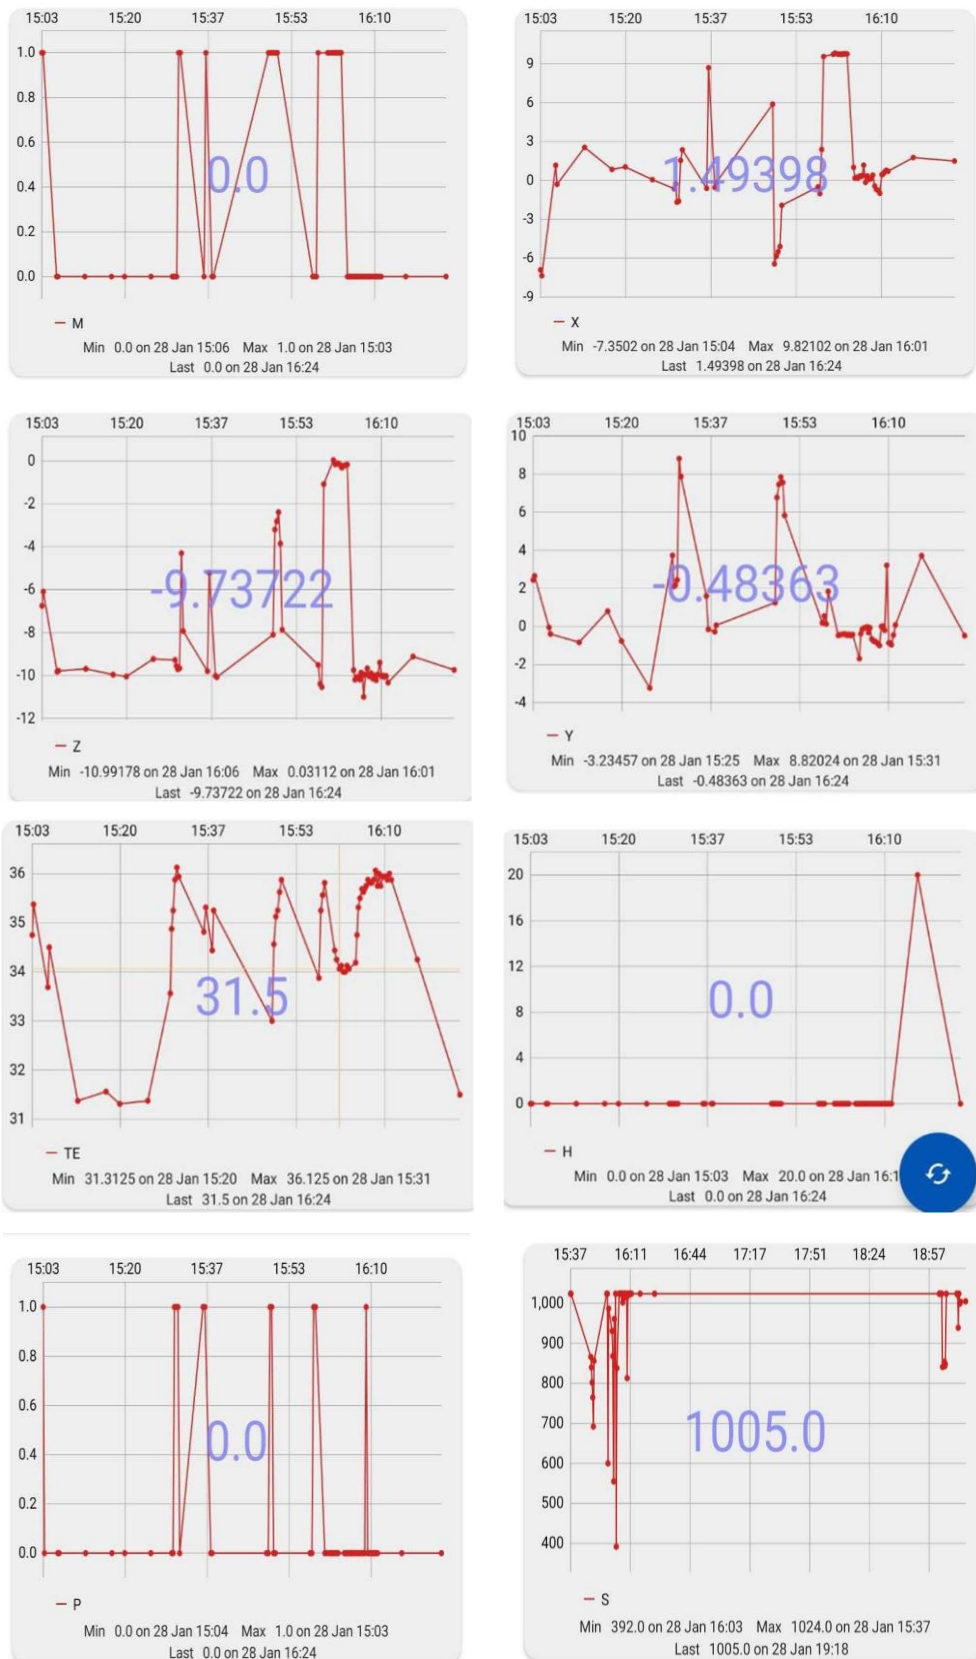 15:03 15:20 15:37 15:53 16:10
1.0
0.8
0.6
0.4
0.2
0.0
0.0
M
Min 0.0 on 28 Jan 15:06 Max 1.0 on 28 Jan 15:03
Last 0.0 on 28 Jan 16:24
15:03 15:20 15:37 15:53 16:10
9
6
3
0
-3
-6
-9
1.49398
X
Min -7.3502 on 28 Jan 15:04 Max 9.82102 on 28 Jan 16:01
Last 1.49398 on 28 Jan 16:24
15:03 15:20 15:37 15:53 16:10
0
-2
-4
-6
-8
-10
-12
-9.73722
Z
Min -10.99178 on 28 Jan 16:06 Max 0.03112 on 28 Jan 16:01
Last -9.73722 on 28 Jan 16:24
15:03 15:20 15:37 15:53 16:10
10
8
6
4
2
0
-2
-4
-0.48363
Y
Min -3.23457 on 28 Jan 15:25 Max 8.82024 on 28 Jan 15:31
Last -0.48363 on 28 Jan 16:24
15:03 15:20 15:37 15:53 16:10
36
35
34
33
32
31
31.5
TE
Min 31.3125 on 28 Jan 15:20 Max 36.125 on 28 Jan 15:31
Last 31.5 on 28 Jan 16:24
15:03 15:20 15:37 15:53 16:10
20
16
12
8
4
0
0.0
H
Min 0.0 on 28 Jan 15:03 Max 20.0 on 28 Jan 16:1
Last 0.0 on 28 Jan 16:24
15:03 15:20 15:37 15:53 16:10
1.0
0.8
0.6
0.4
0.2
0.0
0.0
P
Min 0.0 on 28 Jan 15:04 Max 1.0 on 28 Jan 15:03
Last 0.0 on 28 Jan 16:24
15:37 16:11 16:44 17:17 17:51 18:24 18:57
1,000
900
800
700
600
500
400
1005.0
S
Min 392.0 on 28 Jan 16:03 Max 1024.0 on 28 Jan 15:37
Last 1005.0 on 28 Jan 19:18